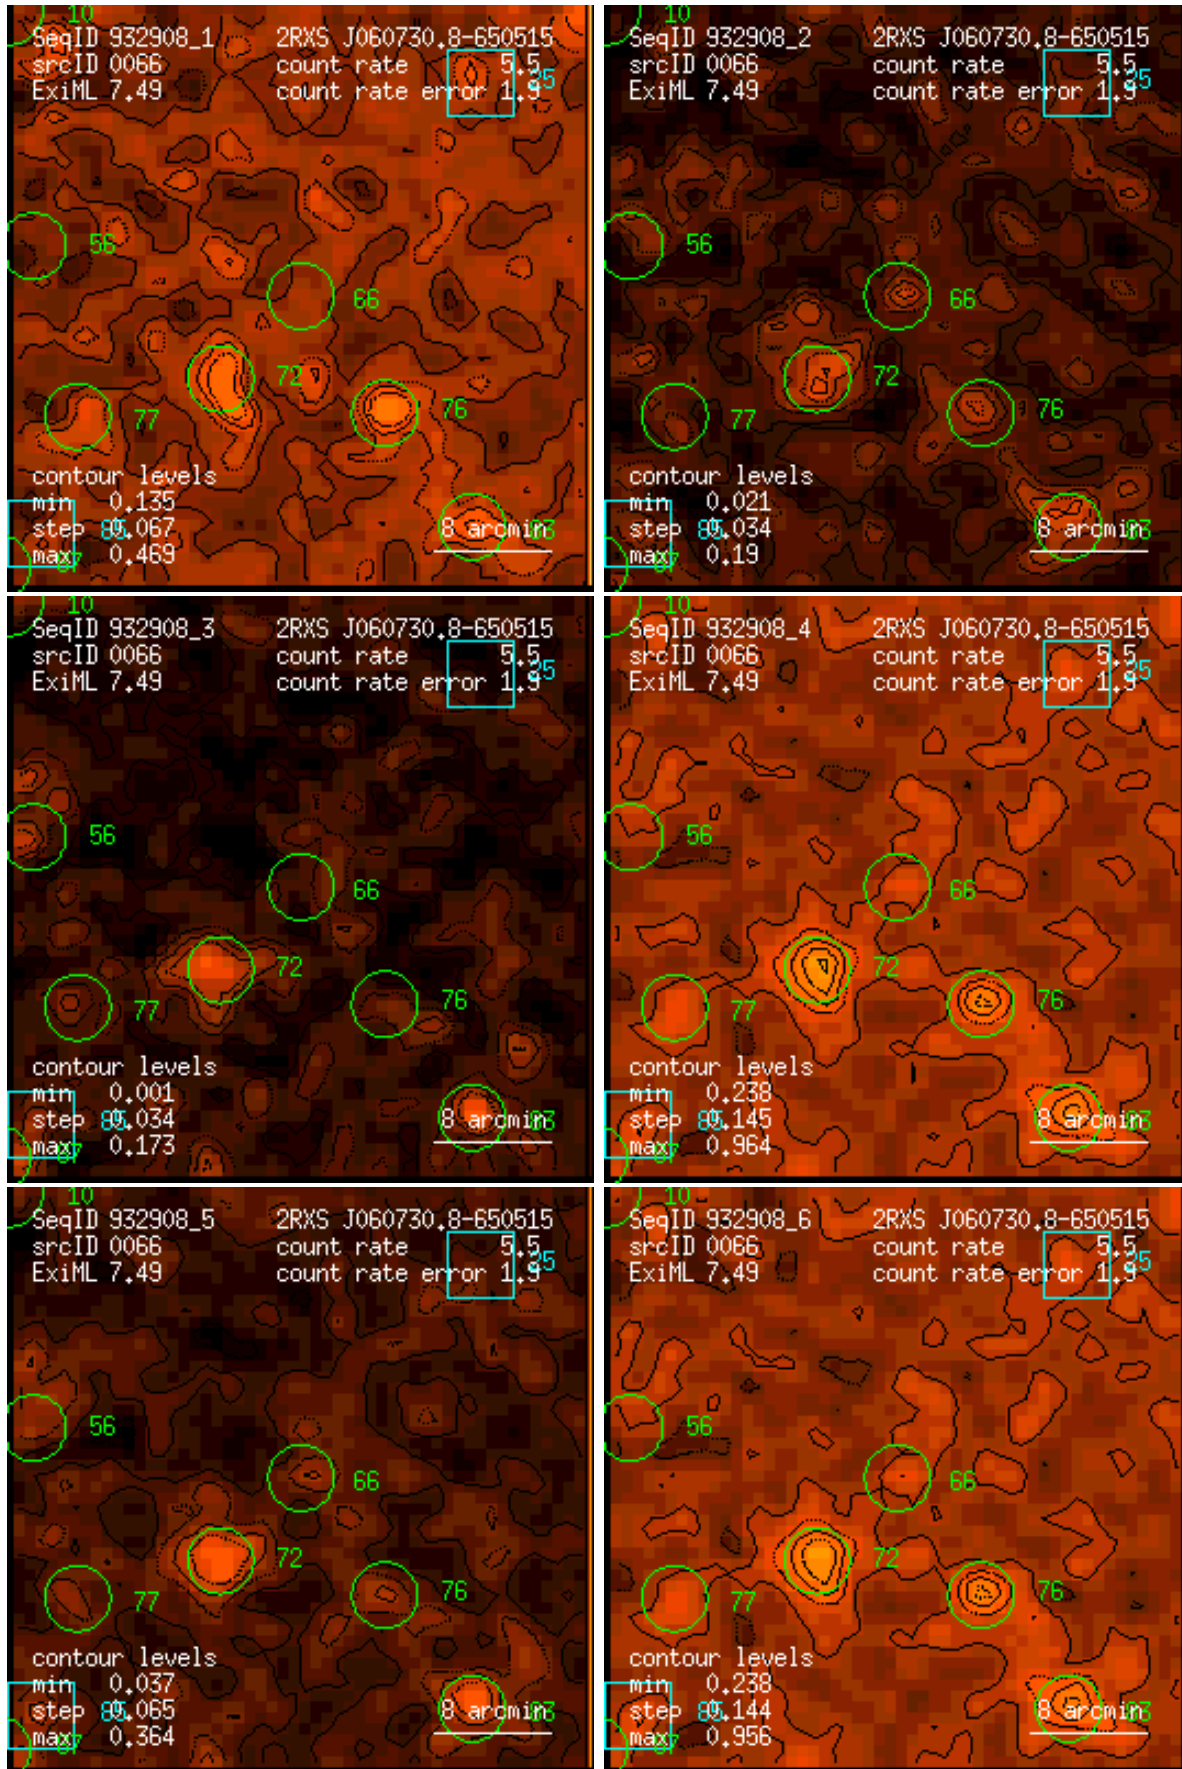 10
SeqID 932908_1 2RXS J060730.8-650515
srcID 0066 count rate 5.5
ExiML 7.49 count rate error 1.9
56
66
72
76
77
contour levels
min 0.135
step 0.067
max 0.469
85
8 arcmin
SeqID 932908_2 2RXS J060730.8-650515
srcID 0066 count rate 5.5
ExiML 7.49 count rate error 1.9
56
66
72
76
77
contour levels
min 0.021
step 0.034
max 0.19
85
8 arcmin
10
SeqID 932908_3 2RXS J060730.8-650515
srcID 0066 count rate 5.5
ExiML 7.49 count rate error 1.9
56
66
72
76
77
contour levels
min 0.001
step 0.034
max 0.173
85
8 arcmin
10
SeqID 932908_4 2RXS J060730.8-650515
srcID 0066 count rate 5.5
ExiML 7.49 count rate error 1.9
56
66
72
76
77
contour levels
min 0.238
step 0.145
max 0.964
85
8 arcmin
10
SeqID 932908_5 2RXS J060730.8-650515
srcID 0066 count rate 5.5
ExiML 7.49 count rate error 1.9
56
66
72
76
77
contour levels
min 0.037
step 0.065
max 0.364
85
8 arcmin
10
SeqID 932908_6 2RXS J060730.8-650515
srcID 0066 count rate 5.5
ExiML 7.49 count rate error 1.9
56
66
72
76
77
contour levels
min 0.238
step 0.144
max 0.956
85
8 arcmin